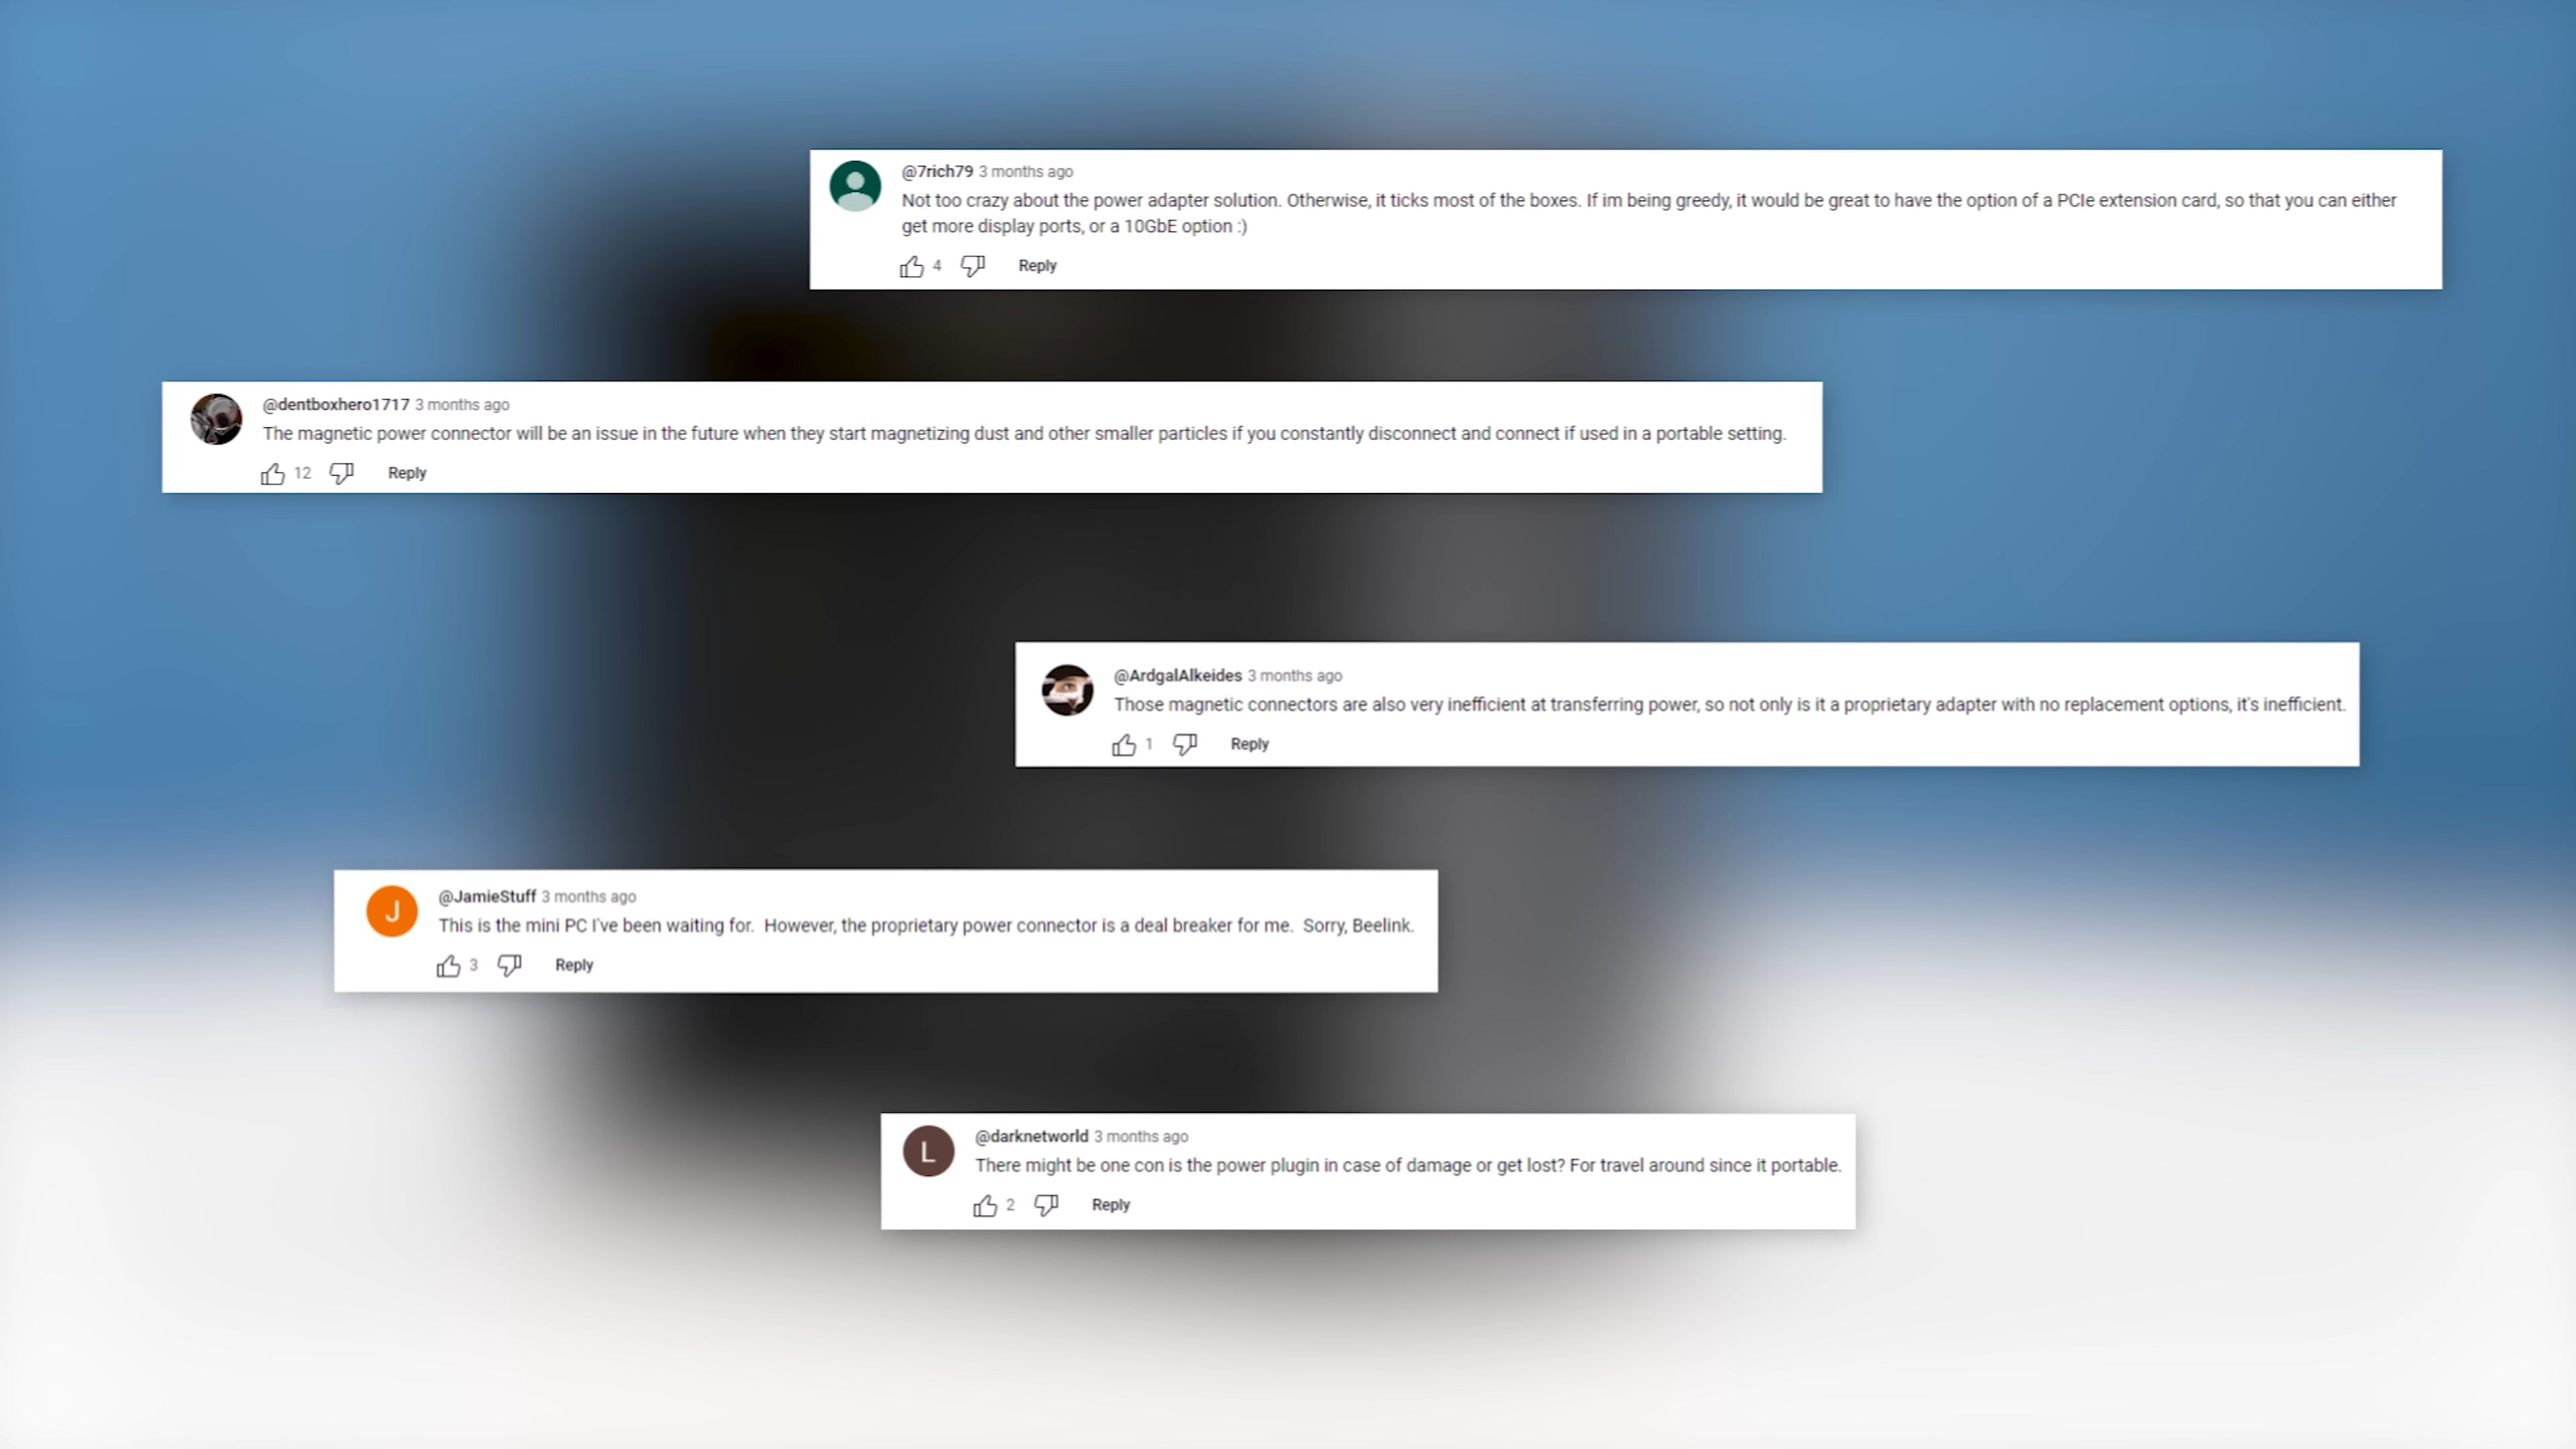 @7rich79 3 months ago
Not too crazy about the power adapter solution. Otherwise, it ticks most of the boxes. If im being greedy, it would be great to have the option of a PCIe extension card, so that you can either
get more display ports, or a 10GbE option :)
4 Reply
@dentboxhero1717 3 months ago
The magnetic power connector will be an issue in the future when they start magnetizing dust and other smaller particles if you constantly disconnect and connect if used in a portable setting.
12 Reply
@ArdgalAlkeides 3 months ago
Those magnetic connectors are also very inefficient at transferring power, so not only is it a proprietary adapter with no replacement options, it's inefficient.
1 Reply
J
@JamieStuff 3 months ago
This is the mini PC I've been waiting for.  However, the proprietary power connector is a deal breaker for me.  Sorry, Beelink.
3 Reply
L
@darknetworld 3 months ago
There might be one con is the power plugin in case of damage or get lost? For travel around since it portable.
2 Reply